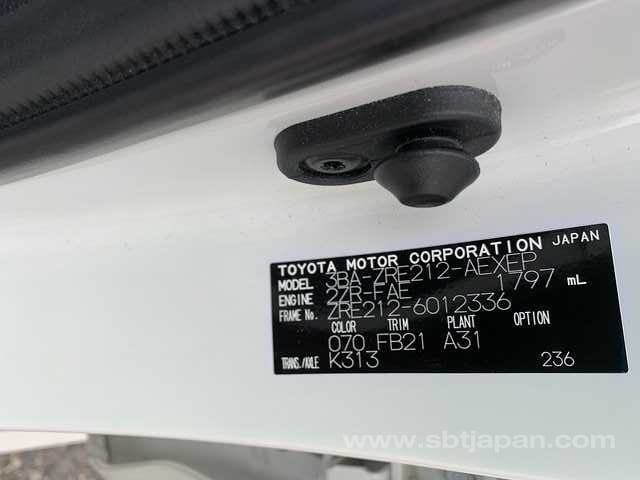 TOYOTA MOTOR CORPORATION JAPAN
MODEL 3BA-ZRE212-AEXEP
ENGINE 2ZR-FAE 1797 mL
FRAME No. ZRE212-6012336
COLOR TRIM PLANT OPTION
070 FB21 A31
TRANS./AXLE K313 236
www.sbtjapan.com